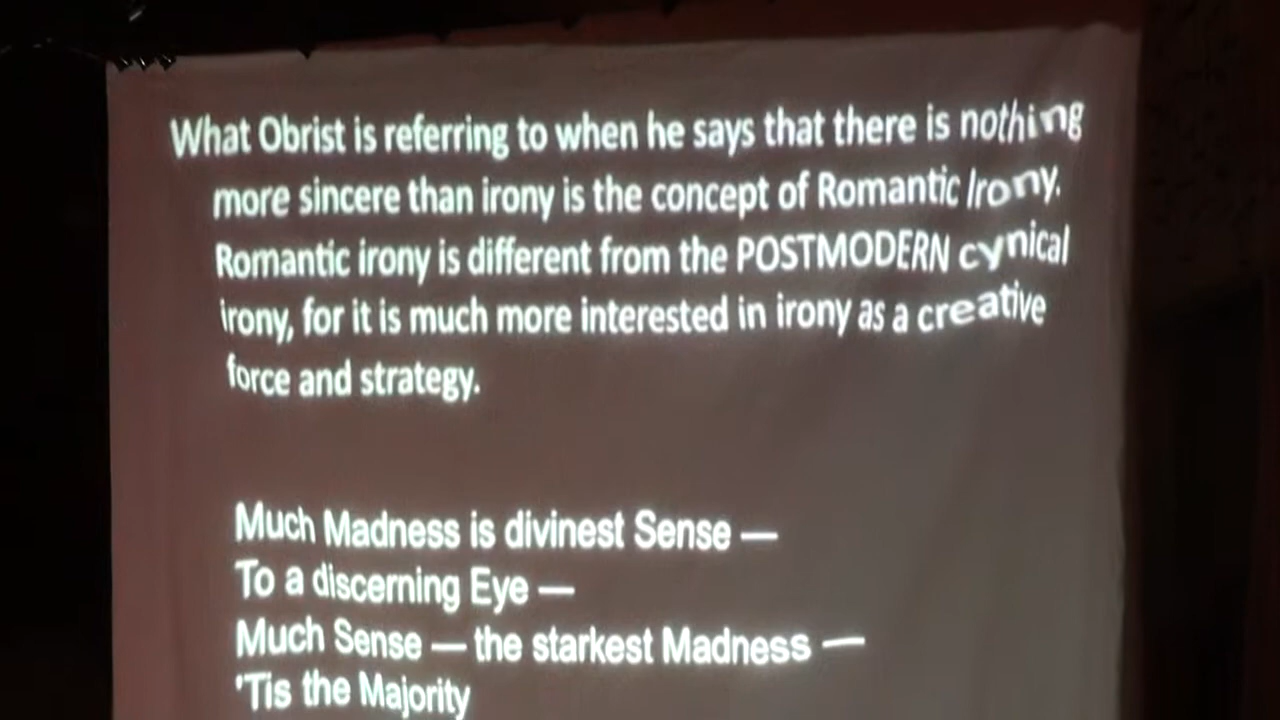 What Obrist is referring to when he says that there is nothing
more sincere than irony is the concept of Romantic Irony.
Romantic irony is different from the POSTMODERN cynical
irony, for it is much more interested in irony as a creative
force and strategy.
Much Madness is divinest Sense —
To a discerning Eye —
Much Sense — the starkest Madness —
'Tis the Majority